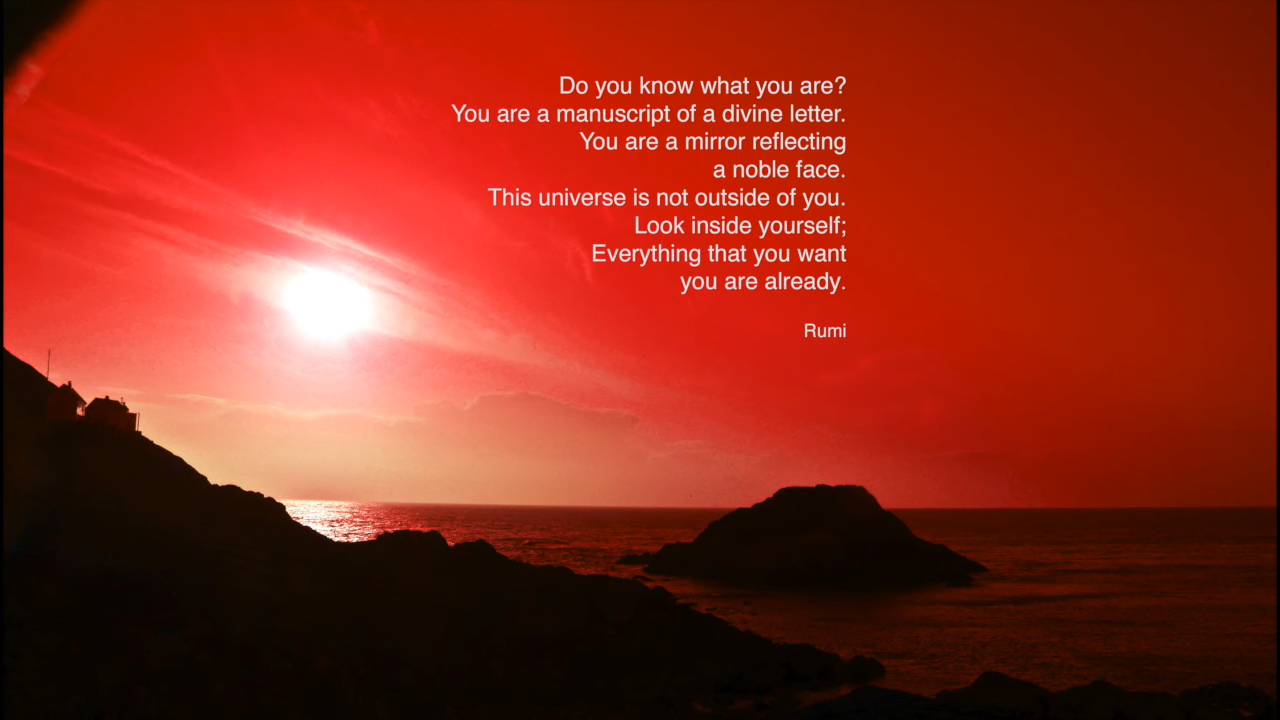 Do you know what you are?
You are a manuscript of a divine letter.
You are a mirror reflecting
a noble face.
This universe is not outside of you.
Look inside yourself;
Everything that you want
you are already.
Rumi